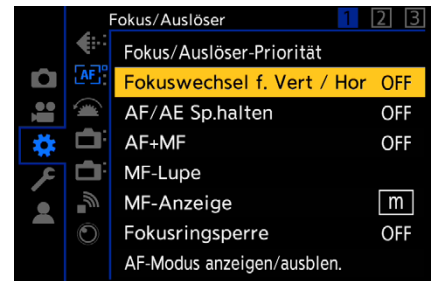 Fokus/Auslöser 1 2 3
Fokus/Auslöser-Priorität
AF Fokuswechsel f. Vert / Hor OFF
AF/AE Sp.halten OFF
AF+MF OFF
MF-Lupe
MF-Anzeige m
Fokusringsperre OFF
AF-Modus anzeigen/ausblen.